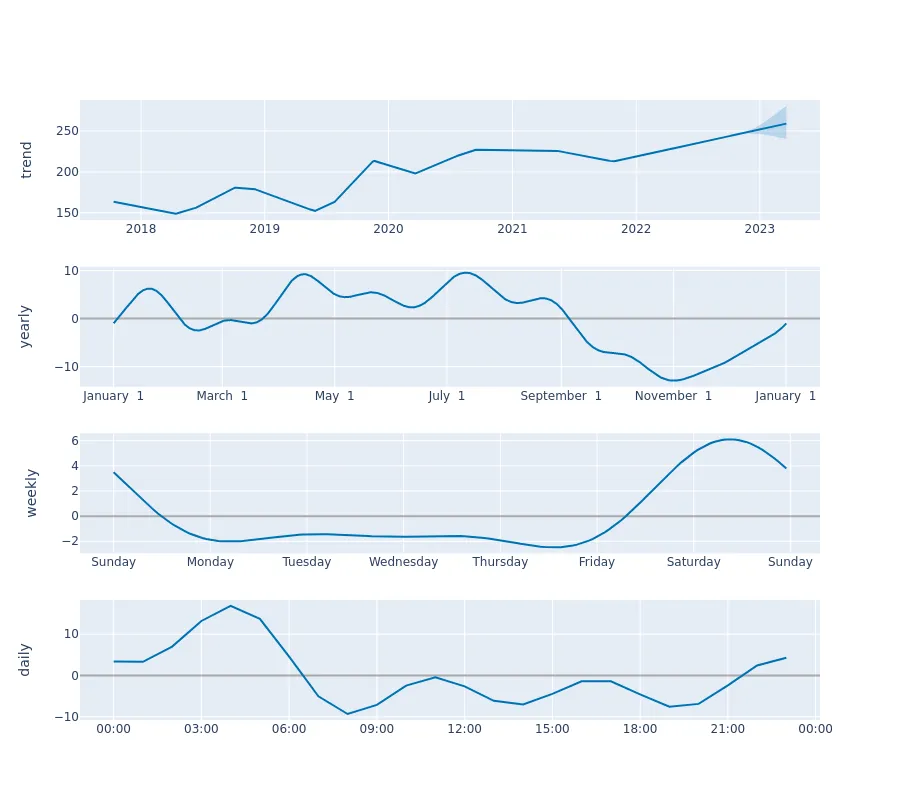 trend
250
200
150
2018 2019 2020 2021 2022 2023
yearly
10
0
−10
January 1 March 1 May 1 July 1 September 1 November 1 January 1
weekly
6
4
2
0
−2
Sunday Monday Tuesday Wednesday Thursday Friday Saturday Sunday
daily
10
0
−10
00:00 03:00 06:00 09:00 12:00 15:00 18:00 21:00 00:00